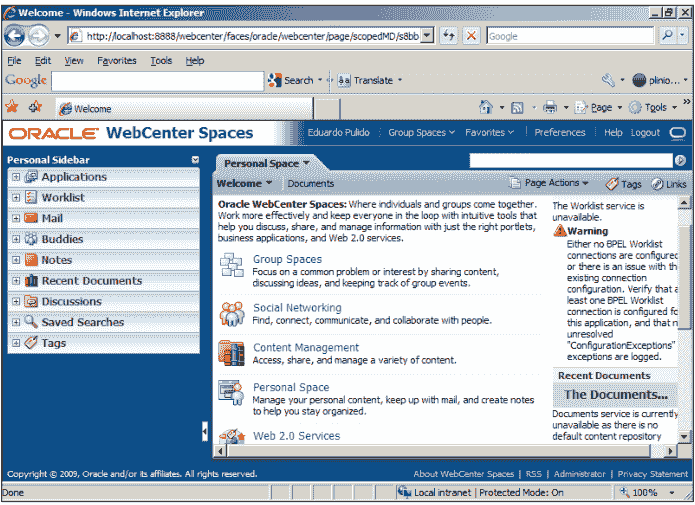 Welcome - Windows Internet Explorer
http://localhost:8888/webcenter/faces/oracle/webcenter/page/scopedMD/s8bb
Google
File Edit View Favorites Tools Help
Google Search Translate plinio...
Welcome Page Tools
ORACLE WebCenter Spaces Eduardo Pulido Group Spaces Favorites Preferences Help Logout
Personal Sidebar
Applications
Worklist
Mail
Buddies
Notes
Recent Documents
Discussions
Saved Searches
Tags
Personal Space
Welcome Documents Page Actions Tags Links
Oracle WebCenter Spaces: Where individuals and groups come together.
Work more effectively and keep everyone in the loop with intuitive tools that
help you discuss, share, and manage information with just the right portlets,
business applications, and Web 2.0 services.
Group Spaces
Focus on a common problem or interest by sharing content,
discussing ideas, and keeping track of group events.
Social Networking
Find, connect, communicate, and collaborate with people.
Content Management
Access, share, and manage a variety of content.
Personal Space
Manage your personal content, keep up with mail, and create notes
to help you stay organized.
Web 2.0 Services
The Worklist service is
unavailable.
Warning
Either no BPEL Worklist
connections are configured
or there is an issue with th
existing connection
configuration. Verify that a
least one BPEL Worklist
connection is configured fo
this application, and that n
unresolved
"ConfigurationExceptions"
exceptions are logged.
Recent Documents
The Documents...
Documents service is currently
unavailable as there is no
default content repository
Copyright © 2009, Oracle and/or its affiliates. All rights reserved. About WebCenter Spaces | RSS | Administrator | Privacy Statement
Done Local intranet | Protected Mode: On 100%